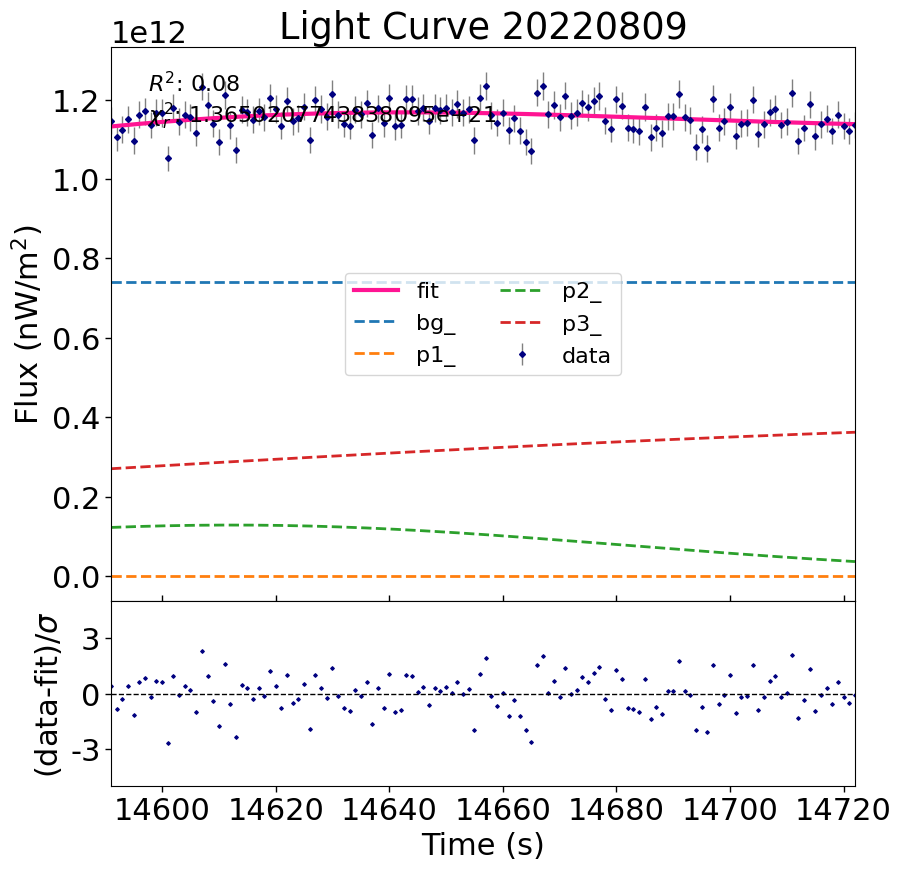 Light Curve 20220809
1e12
R²: 0.08
1.2
1.0
0.8
0.6
0.4
0.2
0.0
Flux (nW/m²)
fit
bg_
p1_
p2_
p3_
data
3
0
-3
(data-fit)/σ
14600 14620 14640 14660 14680 14700 14720
Time (s)